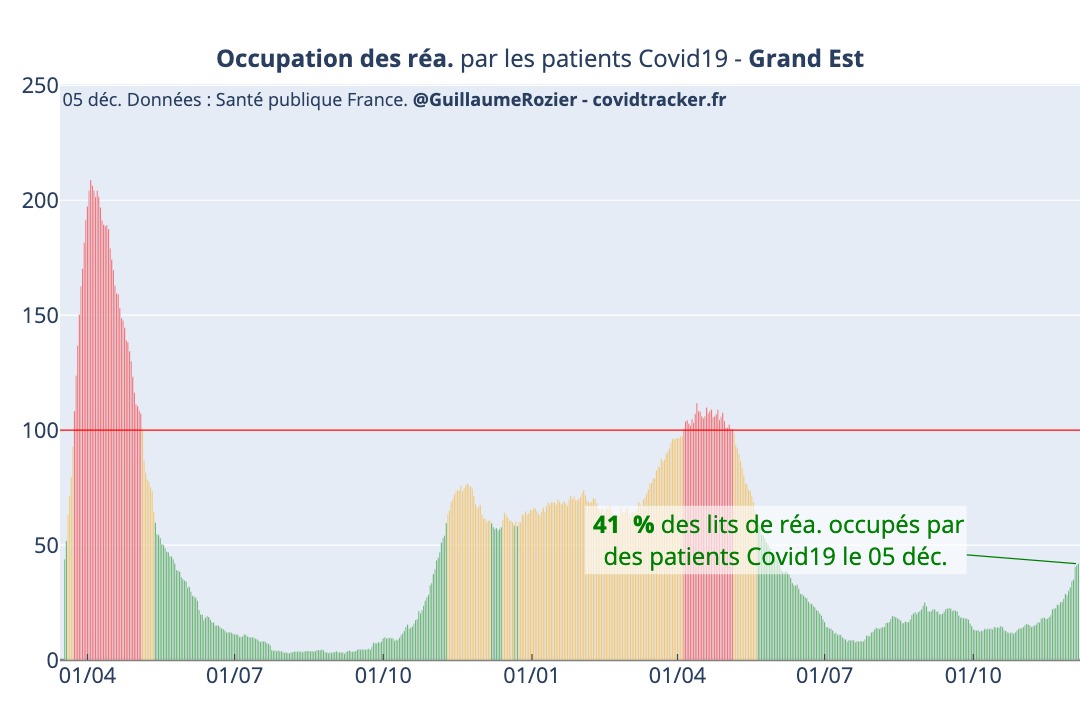 Occupation des réa. par les patients Covid19 - Grand Est
250
05 déc. Données : Santé publique France. @GuillaumeRozier - covidtracker.fr
200
150
100
50
41 % des lits de réa. occupés par
des patients Covid19 le 05 déc.
0
01/04 01/07 01/10 01/01 01/04 01/07 01/10